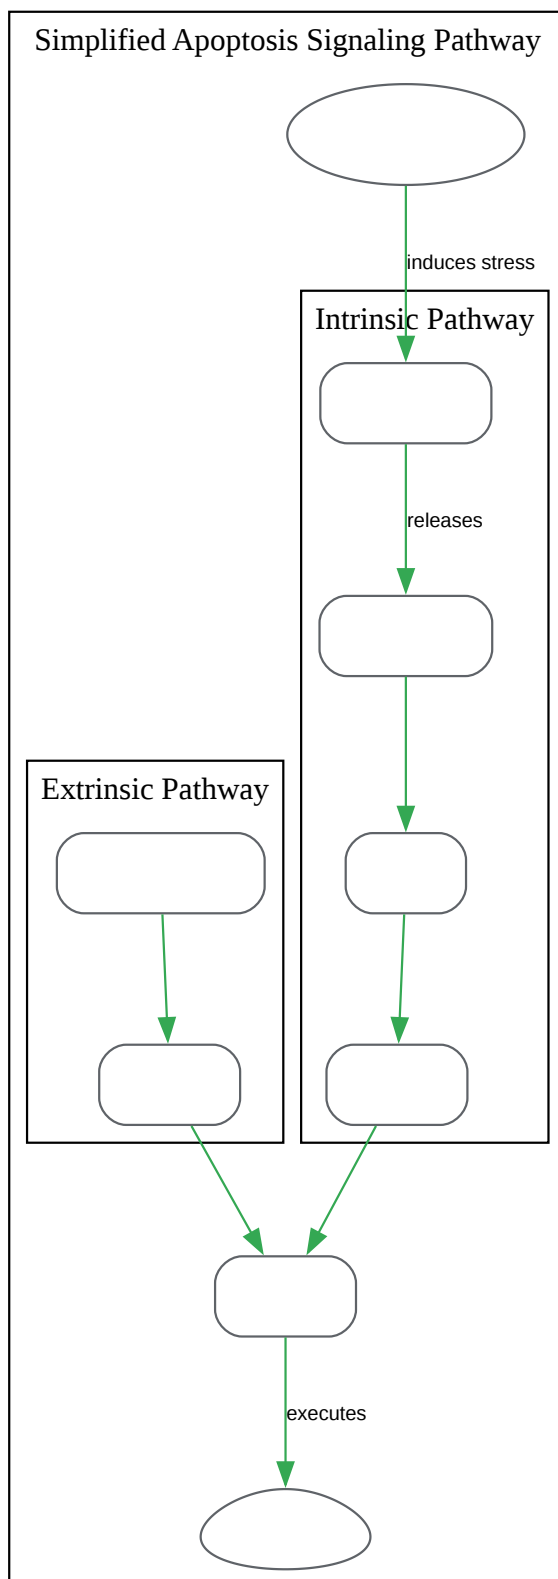 Simplified Apoptosis Signaling Pathway
induces stress
Intrinsic Pathway
releases
Extrinsic Pathway
executes